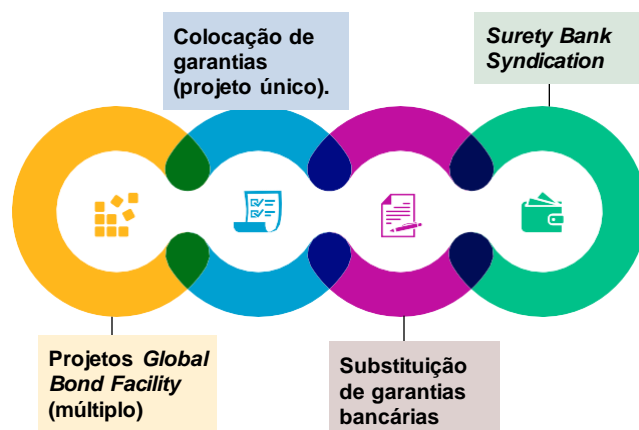 Colocação de
garantias
(projeto único).
Surety Bank
Syndication
Projetos Global
Bond Facility
(múltiplo)
Substituição
de garantias
bancárias